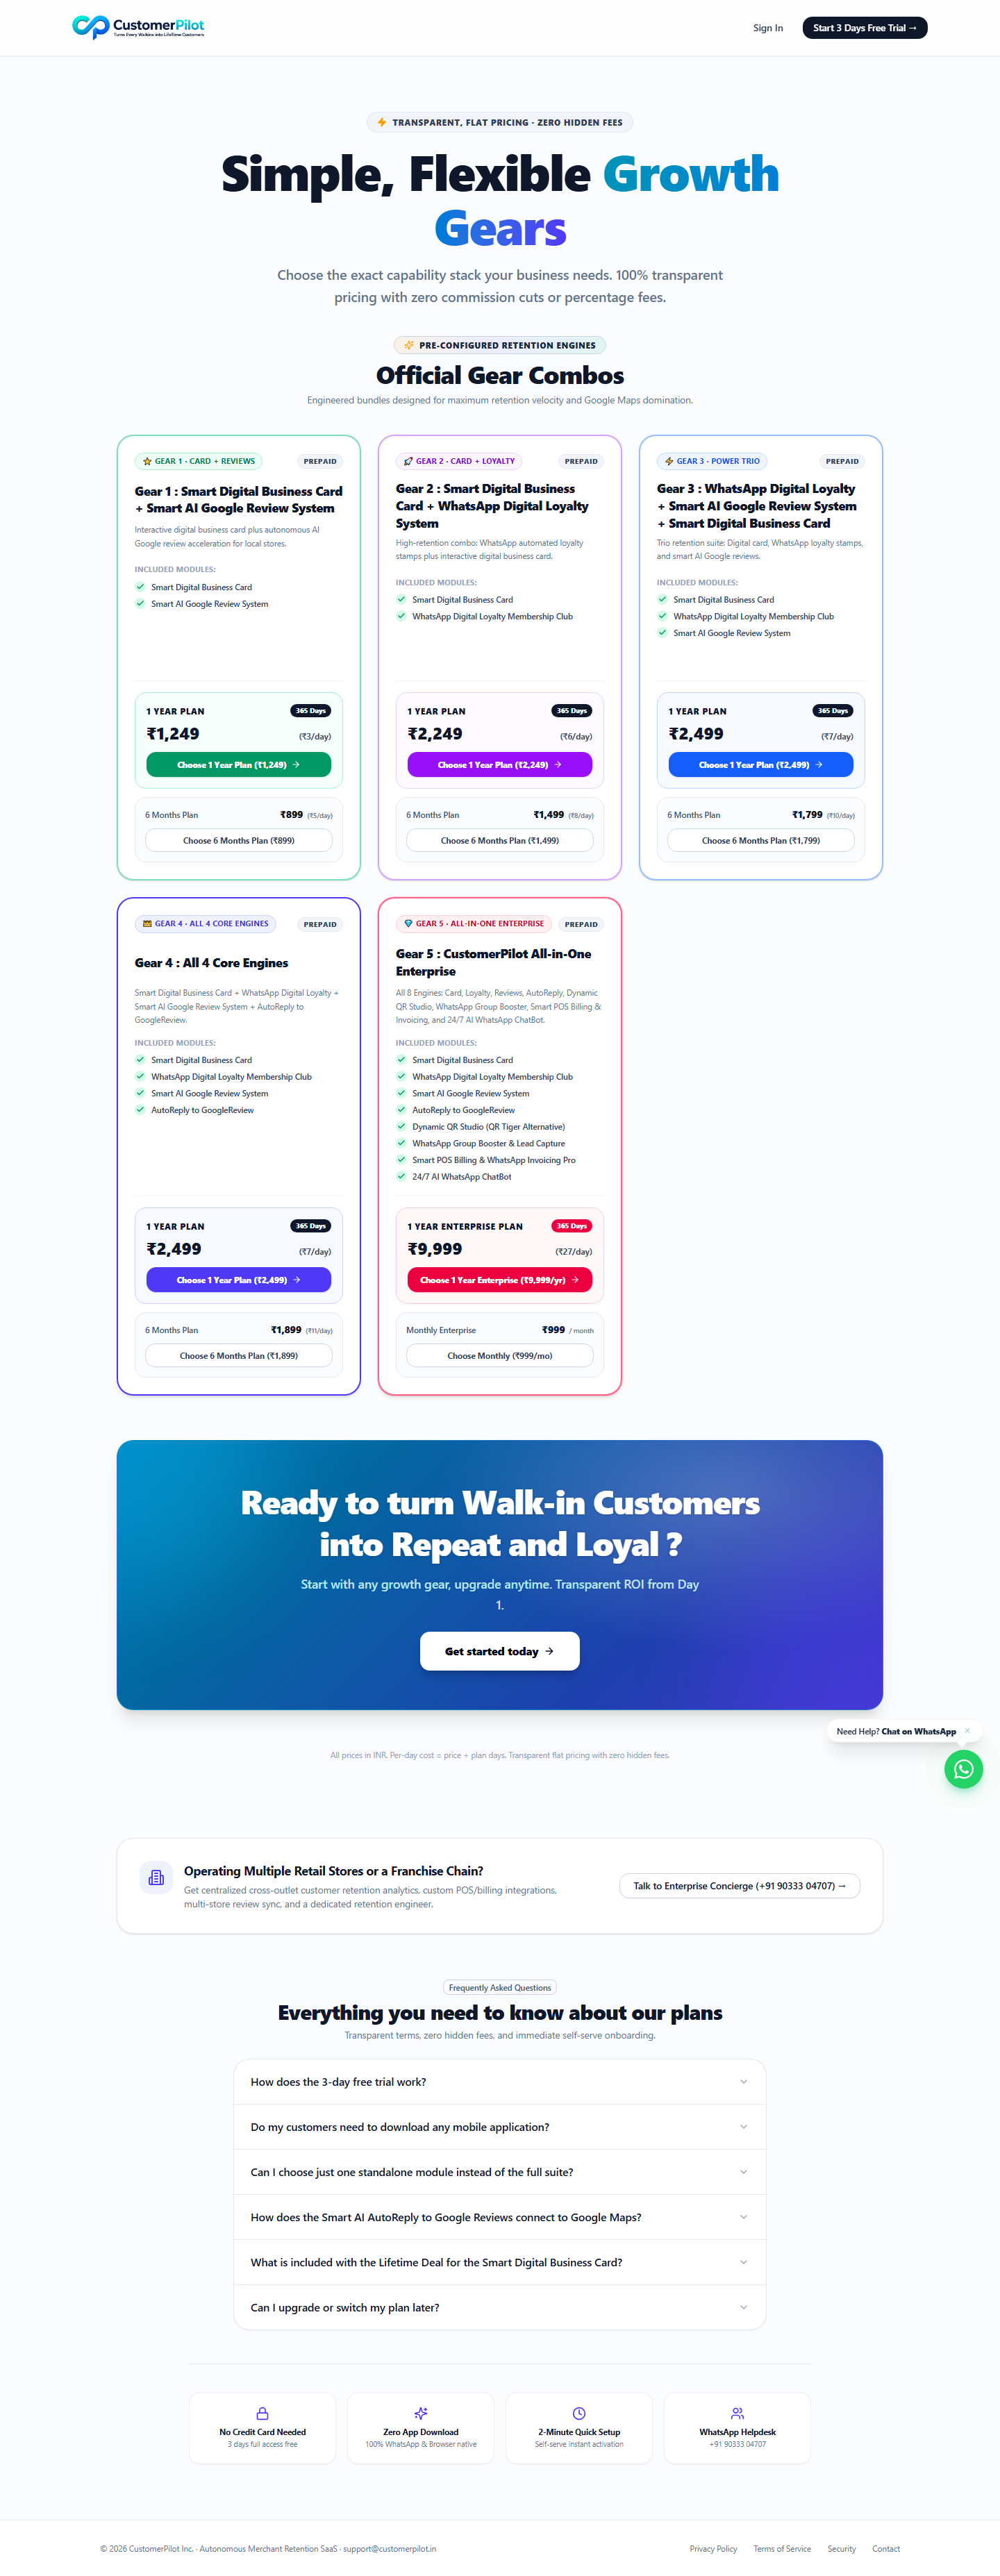 CustomerPilot
Turns Every Walkins into LifeTime Customers
Sign In
Start 3 Days Free Trial →
TRANSPARENT, FLAT PRICING · ZERO HIDDEN FEES
Simple, Flexible Growth
Gears
Choose the exact capability stack your business needs. 100% transparent
pricing with zero commission cuts or percentage fees.
PRE-CONFIGURED RETENTION ENGINES
Official Gear Combos
Engineered bundles designed for maximum retention velocity and Google Maps domination.
GEAR 1 · CARD + REVIEWS
PREPAID
Gear 1 : Smart Digital Business Card
+ Smart AI Google Review System
Interactive digital business card plus autonomous AI
Google review acceleration for local stores.
INCLUDED MODULES:
Smart Digital Business Card
Smart AI Google Review System
1 YEAR PLAN
365 Days
₹1,249
(₹3/day)
Choose 1 Year Plan (₹1,249) →
6 Months Plan
₹899 (₹5/day)
Choose 6 Months Plan (₹899)
GEAR 2 · CARD + LOYALTY
PREPAID
Gear 2 : Smart Digital Business
Card + WhatsApp Digital Loyalty
System
High-retention combo: WhatsApp automated loyalty
stamps plus interactive digital business card.
INCLUDED MODULES:
Smart Digital Business Card
WhatsApp Digital Loyalty Membership Club
1 YEAR PLAN
365 Days
₹2,249
(₹6/day)
Choose 1 Year Plan (₹2,249) →
6 Months Plan
₹1,499 (₹8/day)
Choose 6 Months Plan (₹1,499)
GEAR 3 · POWER TRIO
PREPAID
Gear 3 : WhatsApp Digital Loyalty
+ Smart AI Google Review System
+ Smart Digital Business Card
Trio retention suite: Digital card, WhatsApp loyalty stamps,
and smart AI Google reviews.
INCLUDED MODULES:
Smart Digital Business Card
WhatsApp Digital Loyalty Membership Club
Smart AI Google Review System
1 YEAR PLAN
365 Days
₹2,499
(₹7/day)
Choose 1 Year Plan (₹2,499) →
6 Months Plan
₹1,799 (₹10/day)
Choose 6 Months Plan (₹1,799)
GEAR 4 · ALL 4 CORE ENGINES
PREPAID
Gear 4 : All 4 Core Engines
Smart Digital Business Card + WhatsApp Digital Loyalty +
Smart AI Google Review System + AutoReply to
GoogleReview.
INCLUDED MODULES:
Smart Digital Business Card
WhatsApp Digital Loyalty Membership Club
Smart AI Google Review System
AutoReply to GoogleReview
1 YEAR PLAN
365 Days
₹2,499
(₹7/day)
Choose 1 Year Plan (₹2,499) →
6 Months Plan
₹1,899 (₹11/day)
Choose 6 Months Plan (₹1,899)
GEAR 5 · ALL-IN-ONE ENTERPRISE
PREPAID
Gear 5 : CustomerPilot All-in-One
Enterprise
All 8 Engines: Card, Loyalty, Reviews, AutoReply, Dynamic
QR Studio, WhatsApp Group Booster, Smart POS Billing &
Invoicing, and 24/7 AI WhatsApp ChatBot.
INCLUDED MODULES:
Smart Digital Business Card
WhatsApp Digital Loyalty Membership Club
Smart AI Google Review System
AutoReply to GoogleReview
Dynamic QR Studio (QR Tiger Alternative)
WhatsApp Group Booster & Lead Capture
Smart POS Billing & WhatsApp Invoicing Pro
24/7 AI WhatsApp ChatBot
1 YEAR ENTERPRISE PLAN
365 Days
₹9,999
(₹27/day)
Choose 1 Year Enterprise (₹9,999/yr) →
Monthly Enterprise
₹999 / month
Choose Monthly (₹999/mo)
Ready to turn Walk-in Customers
into Repeat and Loyal ?
Start with any growth gear, upgrade anytime. Transparent ROI from Day
1.
Get started today →
Need Help? Chat on WhatsApp ×
All prices in INR. Per-day cost = price ÷ plan days. Transparent flat pricing with zero hidden fees.
Operating Multiple Retail Stores or a Franchise Chain?
Get centralized cross-outlet customer retention analytics, custom POS/billing integrations,
multi-store review sync, and a dedicated retention engineer.
Talk to Enterprise Concierge (+91 90333 04707) →
Frequently Asked Questions
Everything you need to know about our plans
Transparent terms, zero hidden fees, and immediate self-serve onboarding.
How does the 3-day free trial work?
Do my customers need to download any mobile application?
Can I choose just one standalone module instead of the full suite?
How does the Smart AI AutoReply to Google Reviews connect to Google Maps?
What is included with the Lifetime Deal for the Smart Digital Business Card?
Can I upgrade or switch my plan later?
No Credit Card Needed
3 days full access free
Zero App Download
100% WhatsApp & Browser native
2-Minute Quick Setup
Self-serve instant activation
WhatsApp Helpdesk
+91 90333 04707
© 2026 CustomerPilot Inc. · Autonomous Merchant Retention SaaS · support@customerpilot.in
Privacy Policy
Terms of Service
Security
Contact